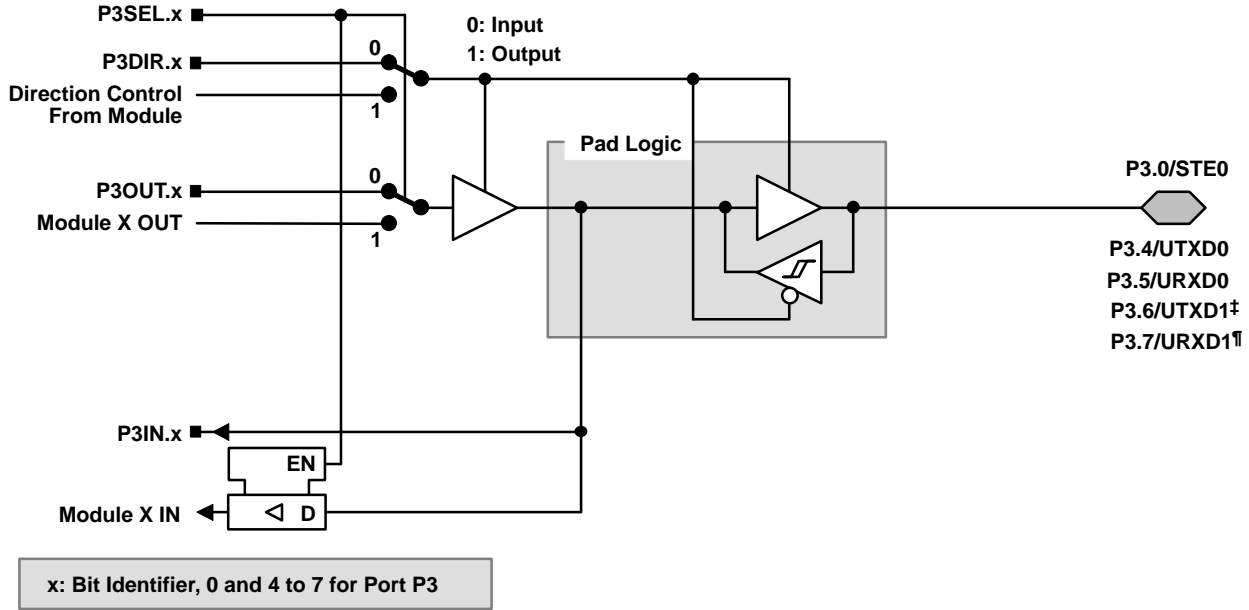 P3SEL.x
0: Input
1: Output
P3DIR.x
0
Direction Control
From Module
1
Pad Logic
P3OUT.x
0
Module X OUT
1
P3.0/STE0
P3.4/UTXD0
P3.5/URXD0
P3.6/UTXD1‡
P3.7/URXD1¶
P3IN.x
EN
Module X IN
D
x: Bit Identifier, 0 and 4 to 7 for Port P3